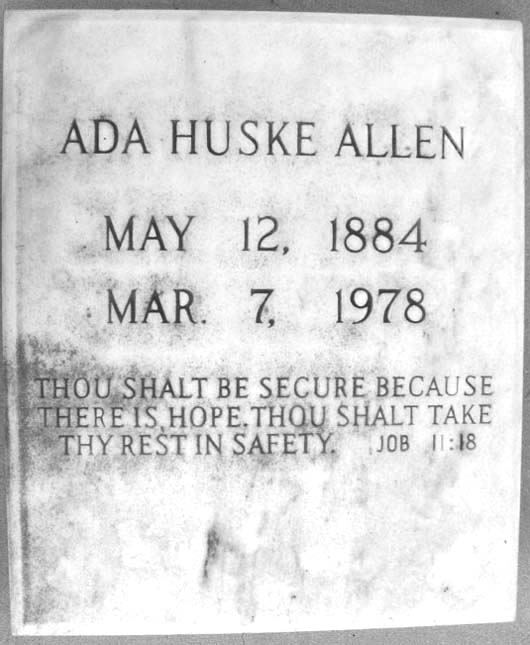 ADA HUSKE ALLEN
MAY 12, 1884
MAR. 7, 1978
THOU SHALT BE SECURE BECAUSE
THERE IS HOPE. THOU SHALT TAKE
THY REST IN SAFETY. JOB 11:18